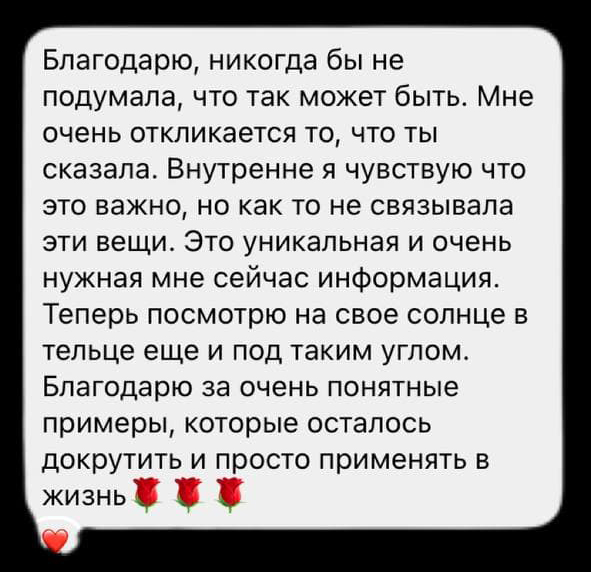 Благодарю, никогда бы не
подумала, что так может быть. Мне
очень откликается то, что ты
сказала. Внутренне я чувствую что
это важно, но как то не связывала
эти вещи. Это уникальная и очень
нужная мне сейчас информация.
Теперь посмотрю на свое солнце в
тельце еще и под таким углом.
Благодарю за очень понятные
примеры, которые осталось
докрутить и просто применять в
жизнь🌹🌹🌹